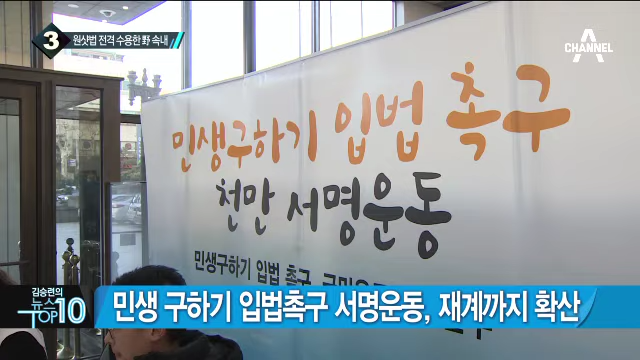 3 원샷법 전격 수용한 野 속내
CHANNEL A
민생구하기 입법 촉구
천만 서명운동
민생구하기 입법 촉구
김승련의
뉴스 TOP10
민생 구하기 입법촉구 서명운동, 재계까지 확산